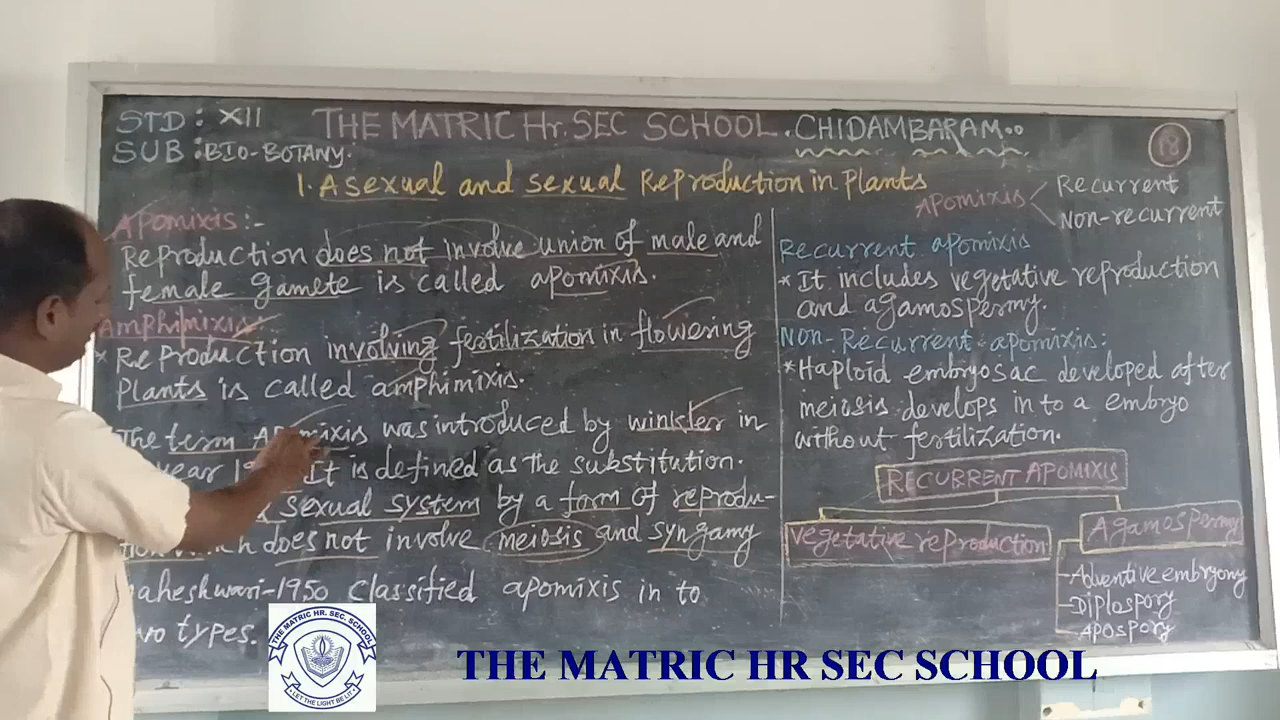 STD: XII
SUB: BIO-BOTANY.
THE MATRIC Hr. SEC SCHOOL. CHIDAMBARAM..
18
1. Asexual and sexual Reproduction in Plants
Apomixis:-
Reproduction does not involve union of male and
female gamete is called apomixis.
Amphimixis
* Reproduction involving fertilization in flowering
plants is called amphimixis.
The term Apomixis was introduced by winkler in
year It is defined as the substitution.
sexual system by a form of reprodu-
does not involve meiosis and syngamy
aheshwari-1950 classified apomixis in to
types.
Apomixis
Recurrent
Non-recurrent
Recurrent apomixis
* It includes vegetative reproduction
and agamospermy.
Non-Recurrent apomixis:
* Haploid embryosac developed after
meiosis develops in to a embryo
without fertilization.
RECURRENT APOMIXIS
vegetative reproduction
Agamospermy
Adventive embryony
Diplospory
Apospory
THE MATRIC HR. SEC. SCHOOL
LET THE LIGHT BE LIT
THE MATRIC HR SEC SCHOOL